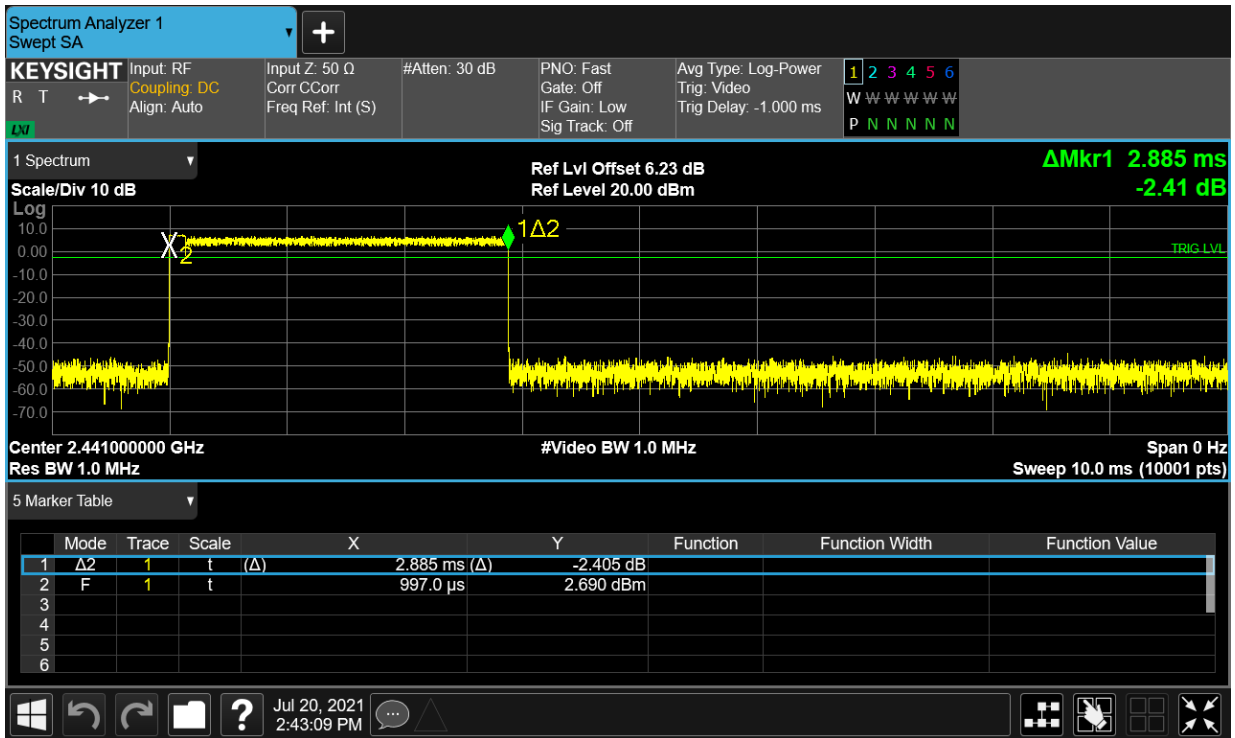 Spectrum Analyzer 1
Swept SA
KEYSIGHT
R T
LXI
Input: RF
Coupling: DC
Align: Auto
Input Z: 50 Ω
Corr CCorr
Freq Ref: Int (S)
#Atten: 30 dB
PNO: Fast
Gate: Off
IF Gain: Low
Sig Track: Off
Avg Type: Log-Power
Trig: Video
Trig Delay: -1.000 ms
1 2 3 4 5 6
W W W W W W
P N N N N N
1 Spectrum
Scale/Div 10 dB
Ref Lvl Offset 6.23 dB
Ref Level 20.00 dBm
ΔMkr1 2.885 ms
-2.41 dB
Log
10.0
0.00
-10.0
-20.0
-30.0
-40.0
-50.0
-60.0
-70.0
X
2
1Δ2
TRIG LVL
Center 2.441000000 GHz
Res BW 1.0 MHz
#Video BW 1.0 MHz
Span 0 Hz
Sweep 10.0 ms (10001 pts)
5 Marker Table
Mode Trace Scale X Y Function Function Width Function Value
1 Δ2 1 t (Δ) 2.885 ms (Δ) -2.405 dB
2 F 1 t 997.0 µs 2.690 dBm
3
4
5
6
?
Jul 20, 2021
2:43:09 PM